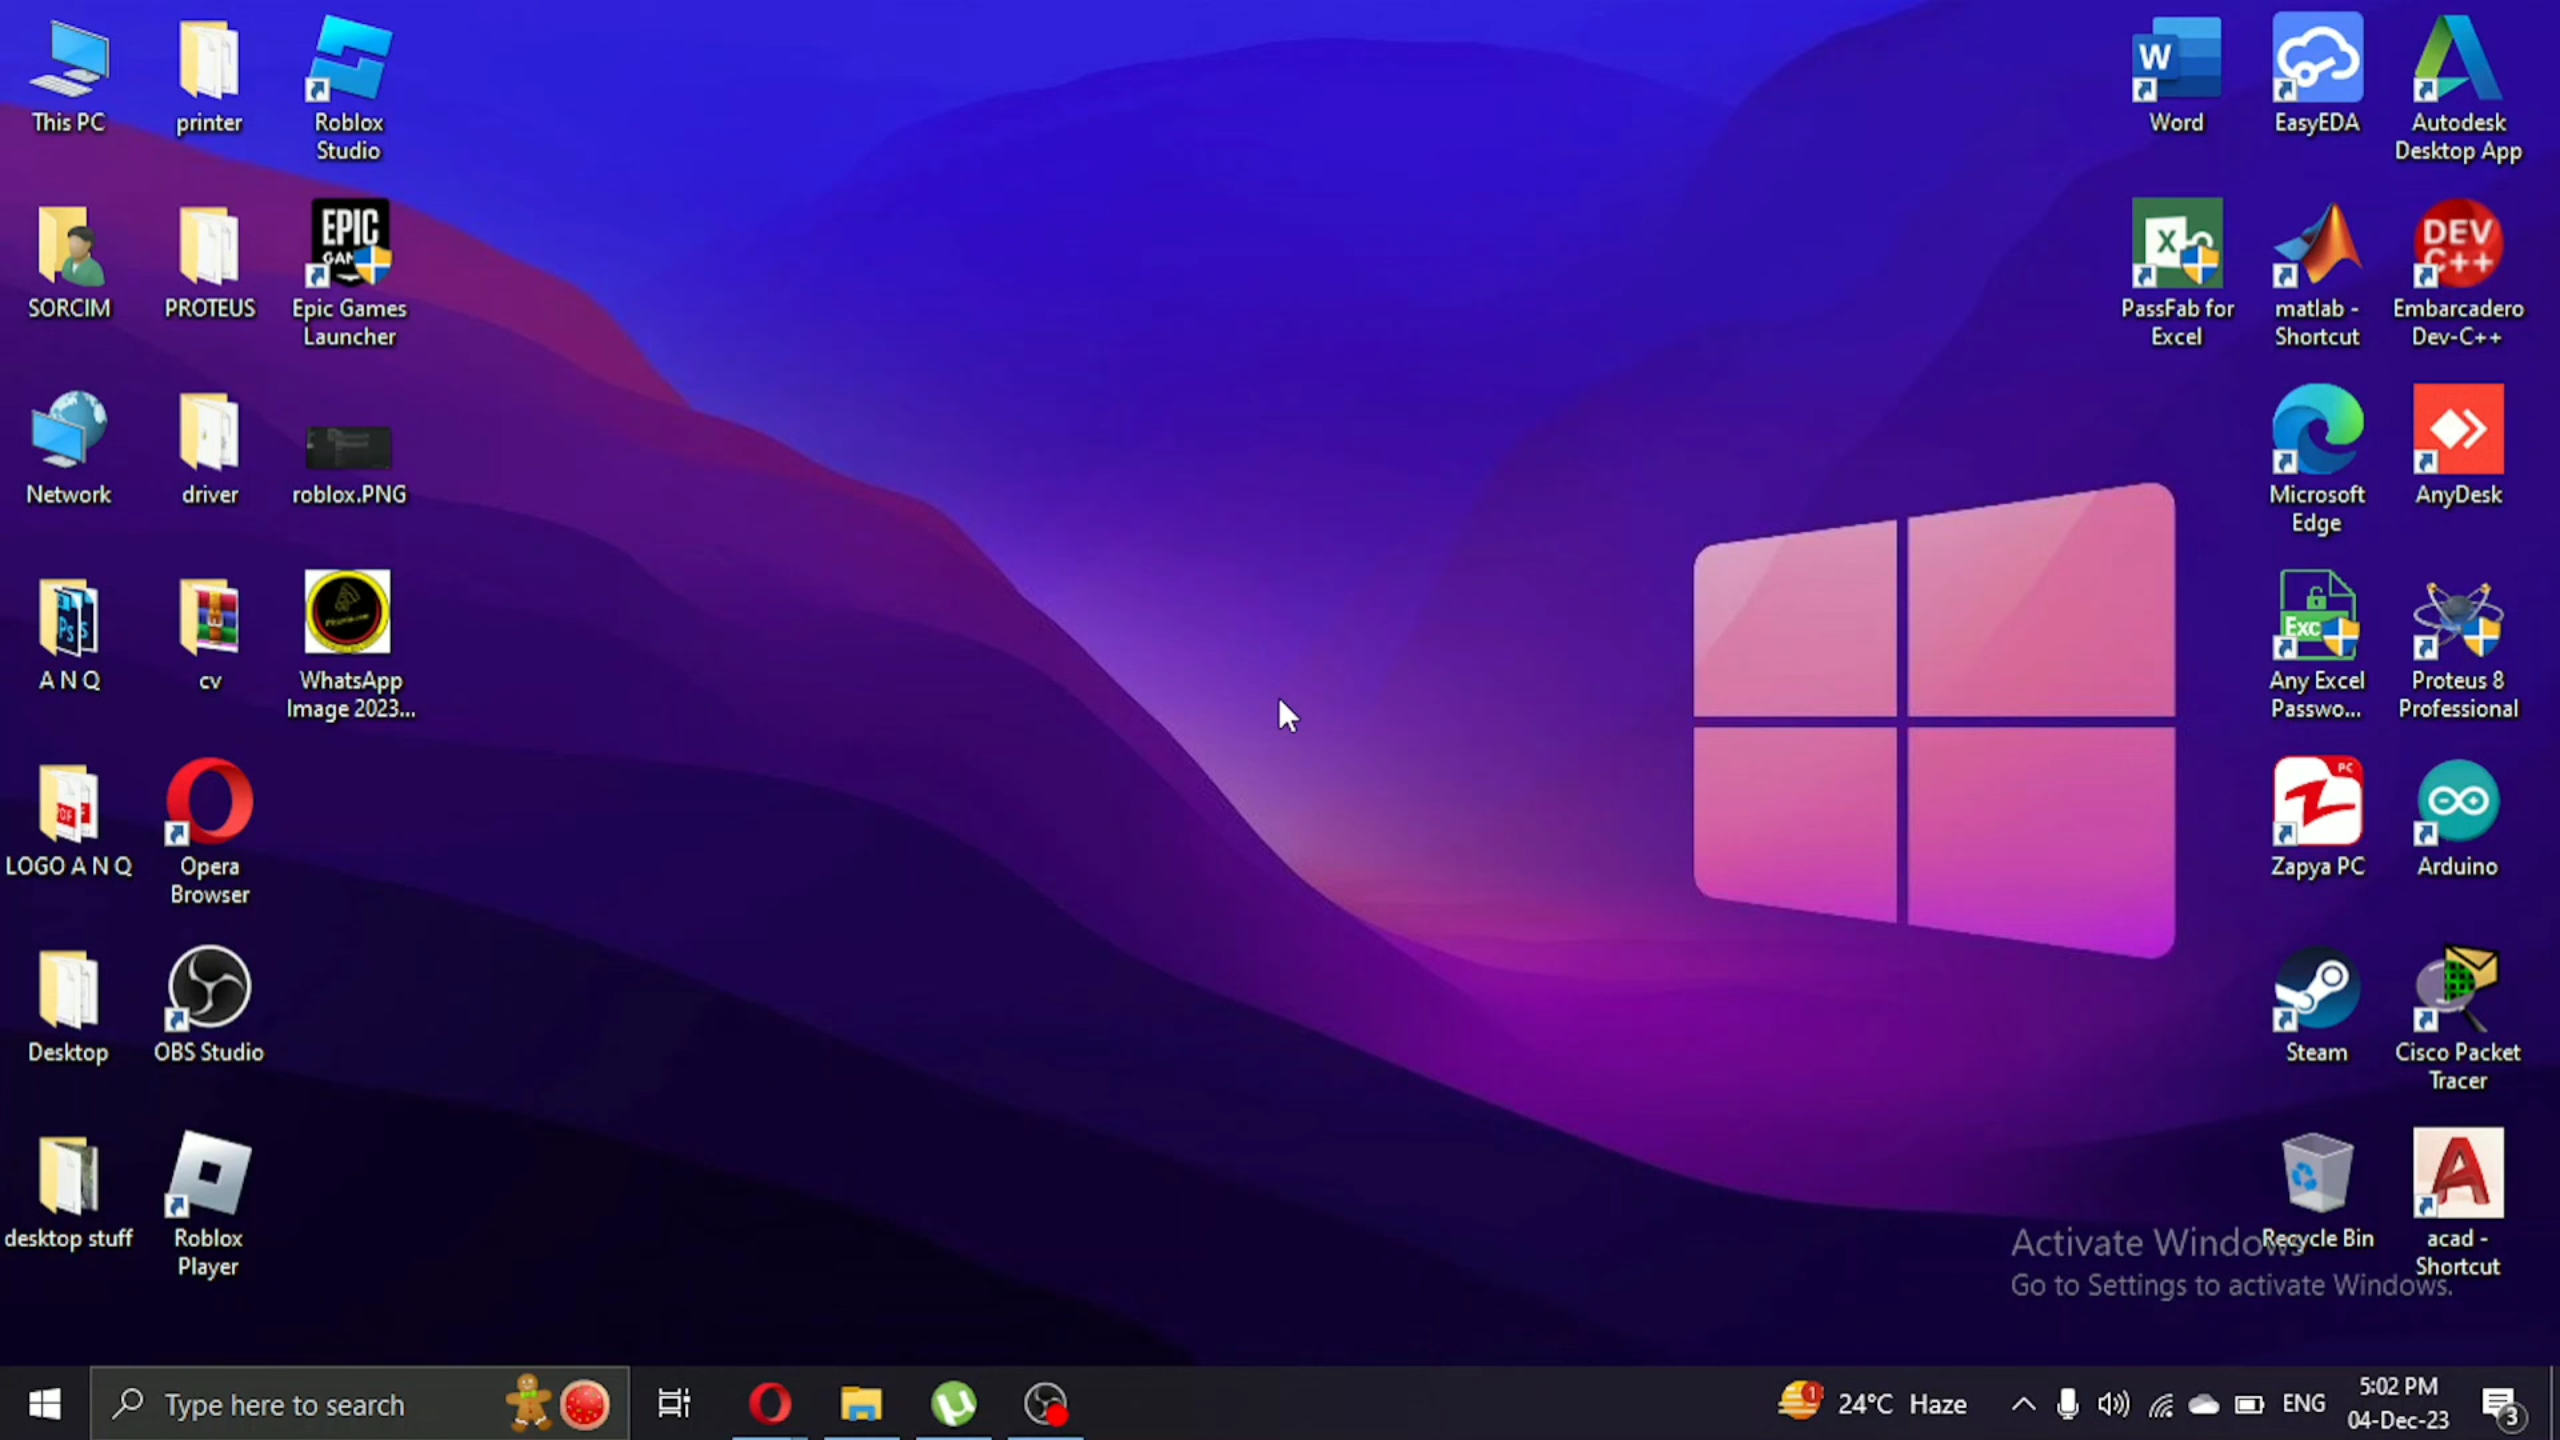 This PC
printer
Roblox
Studio
Word
EasyEDA
Autodesk
Desktop App
EPIC
GAM
DEV
C++
SORCIM
PROTEUS
Epic Games
Launcher
PassFab for
Excel
matlab -
Shortcut
Embarcadero
Dev-C++
Network
driver
roblox.PNG
Microsoft
Edge
AnyDesk
Exc
A N Q
cv
WhatsApp
Image 2023...
Any Excel
Passwo...
Proteus 8
Professional
PC
LOGO A N Q
Opera
Browser
Zapya PC
Arduino
Desktop
OBS Studio
Steam
Cisco Packet
Tracer
desktop stuff
Roblox
Player
Recycle Bin
acad -
Shortcut
Activate Windows
Go to Settings to activate Windows.
Type here to search
1
24°C Haze
ENG
5:02 PM
04-Dec-23
3